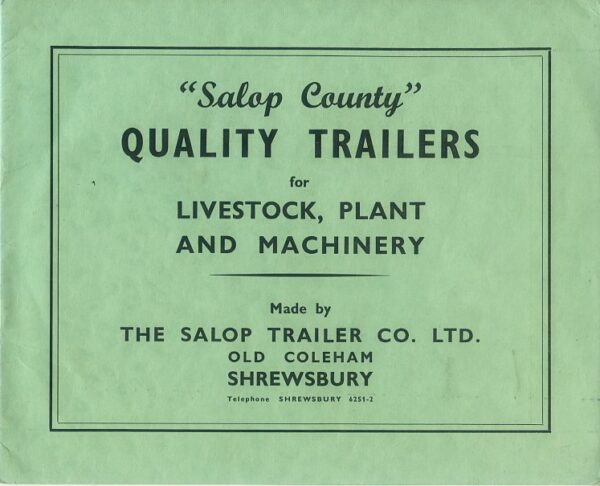 “Salop County”
QUALITY TRAILERS
for
LIVESTOCK, PLANT
AND MACHINERY
Made by
THE SALOP TRAILER CO. LTD.
OLD COLEHAM
SHREWSBURY
Telephone SHREWSBURY 6251-2